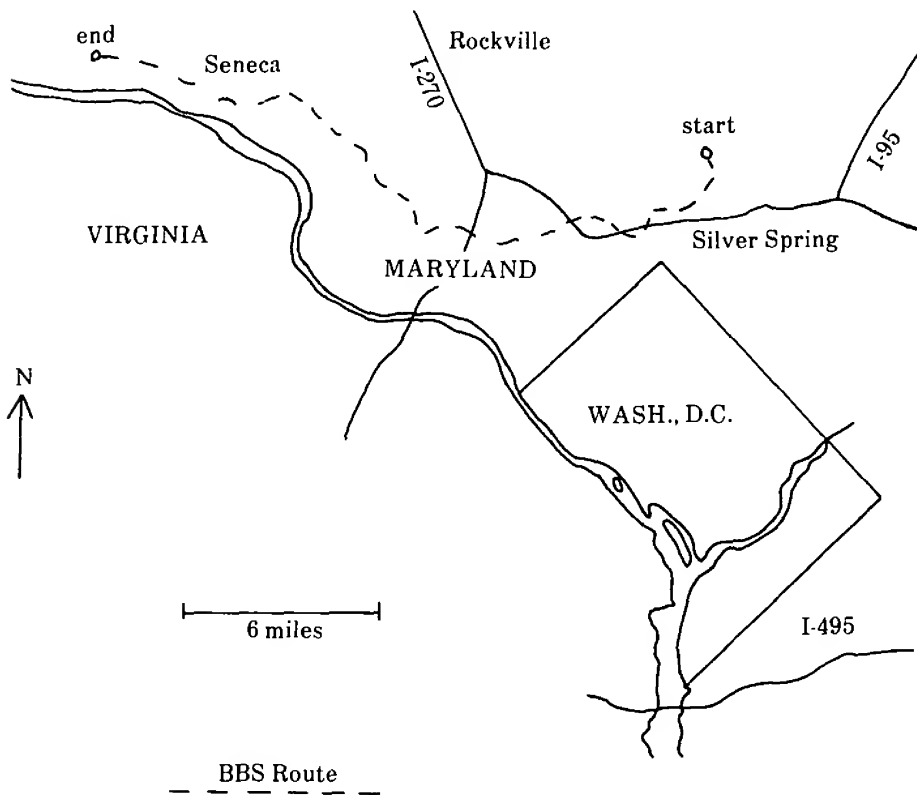 end
Seneca
Rockville
I-270
start
I-95
VIRGINIA
MARYLAND
Silver Spring
N
WASH., D.C.
6 miles
I-495
BBS Route